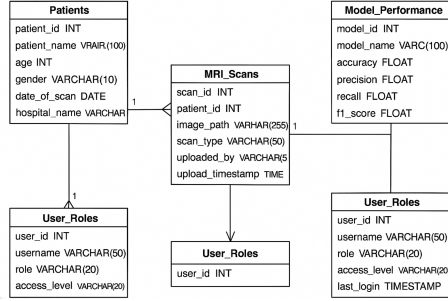 Patients
patient_id INT
patient_name VRAIR(100)
age INT
gender VARCHAR(10)
date_of_scan DATE
hospital_name VARCHAR
1
MRI_Scans
scan_id INT
patient_id INT
image_path VARHAR(255)
scan_type VARCHAR(50)
uploaded_by VARCHAR(5
upload_timestamp TIME
1
Model_Performance
model_id INT
model_name VARC(100)
accuracy FLOAT
precision FLOAT
recall FLOAT
f1_score FLOAT
1
User_Roles
user_id INT
username VARCHAR(50)
role VARCHAR(20)
access_level VARCHAR(20)
User_Roles
user_id INT
User_Roles
user_id INT
username VARCHAR(50)
role VARCHAR(20)
access_level VARCHAR(20
last_login TIMESTAMP